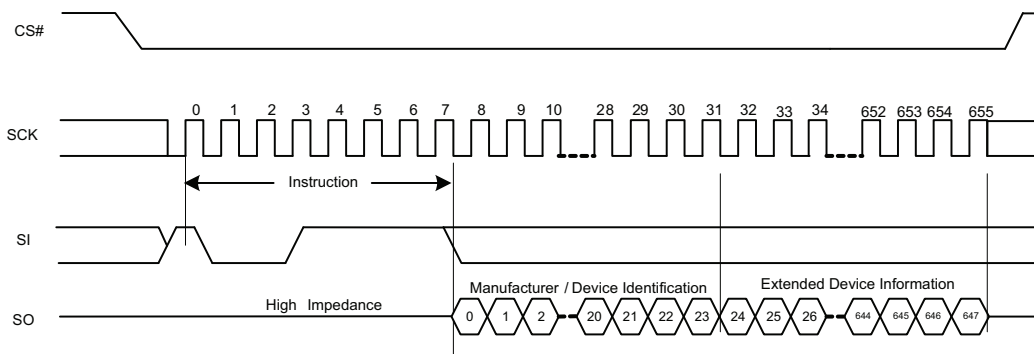 CS#
SCK
0 1 2 3 4 5 6 7 8 9 10 28 29 30 31 32 33 34 652 653 654 655
Instruction
SI
Manufacturer / Device Identification
Extended Device Information
High Impedance
SO
0 1 2 20 21 22 23 24 25 26 644 645 646 647